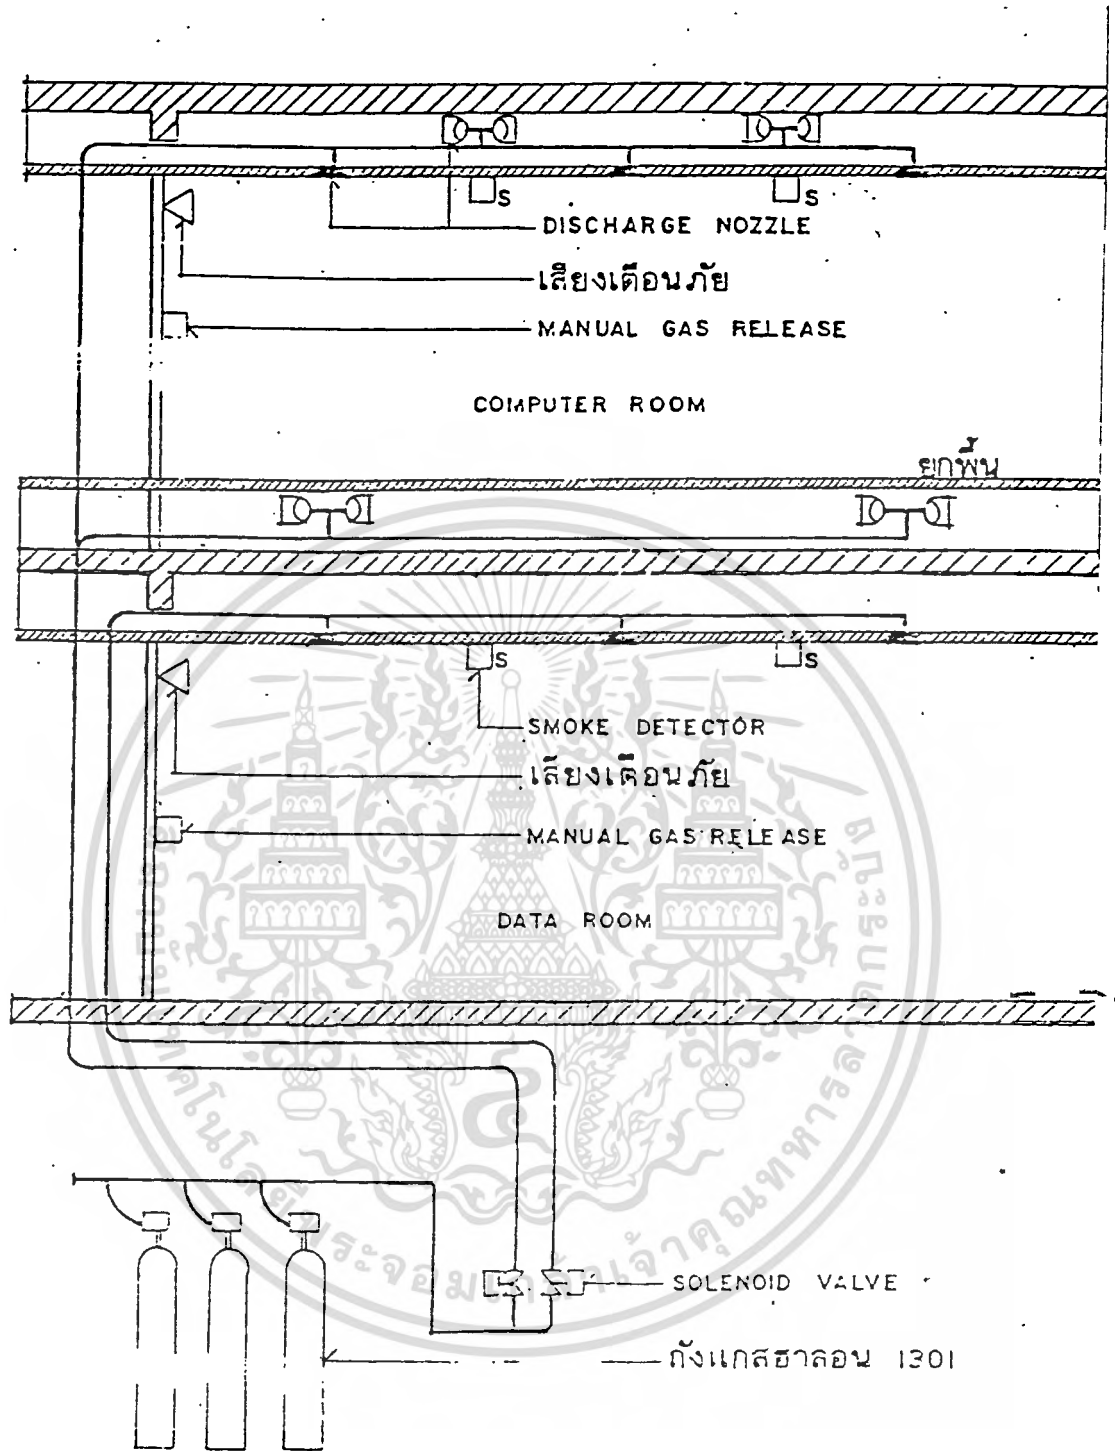 S
S
DISCHARGE NOZZLE
เสียงเตือนภัย
MANUAL GAS RELEASE
COMPUTER ROOM
ยกพื้น
S
S
SMOKE DETECTOR
เสียงเตือนภัย
MANUAL GAS RELEASE
DATA ROOM
SOLENOID VALVE
ถังแกสฮาลอน 1301